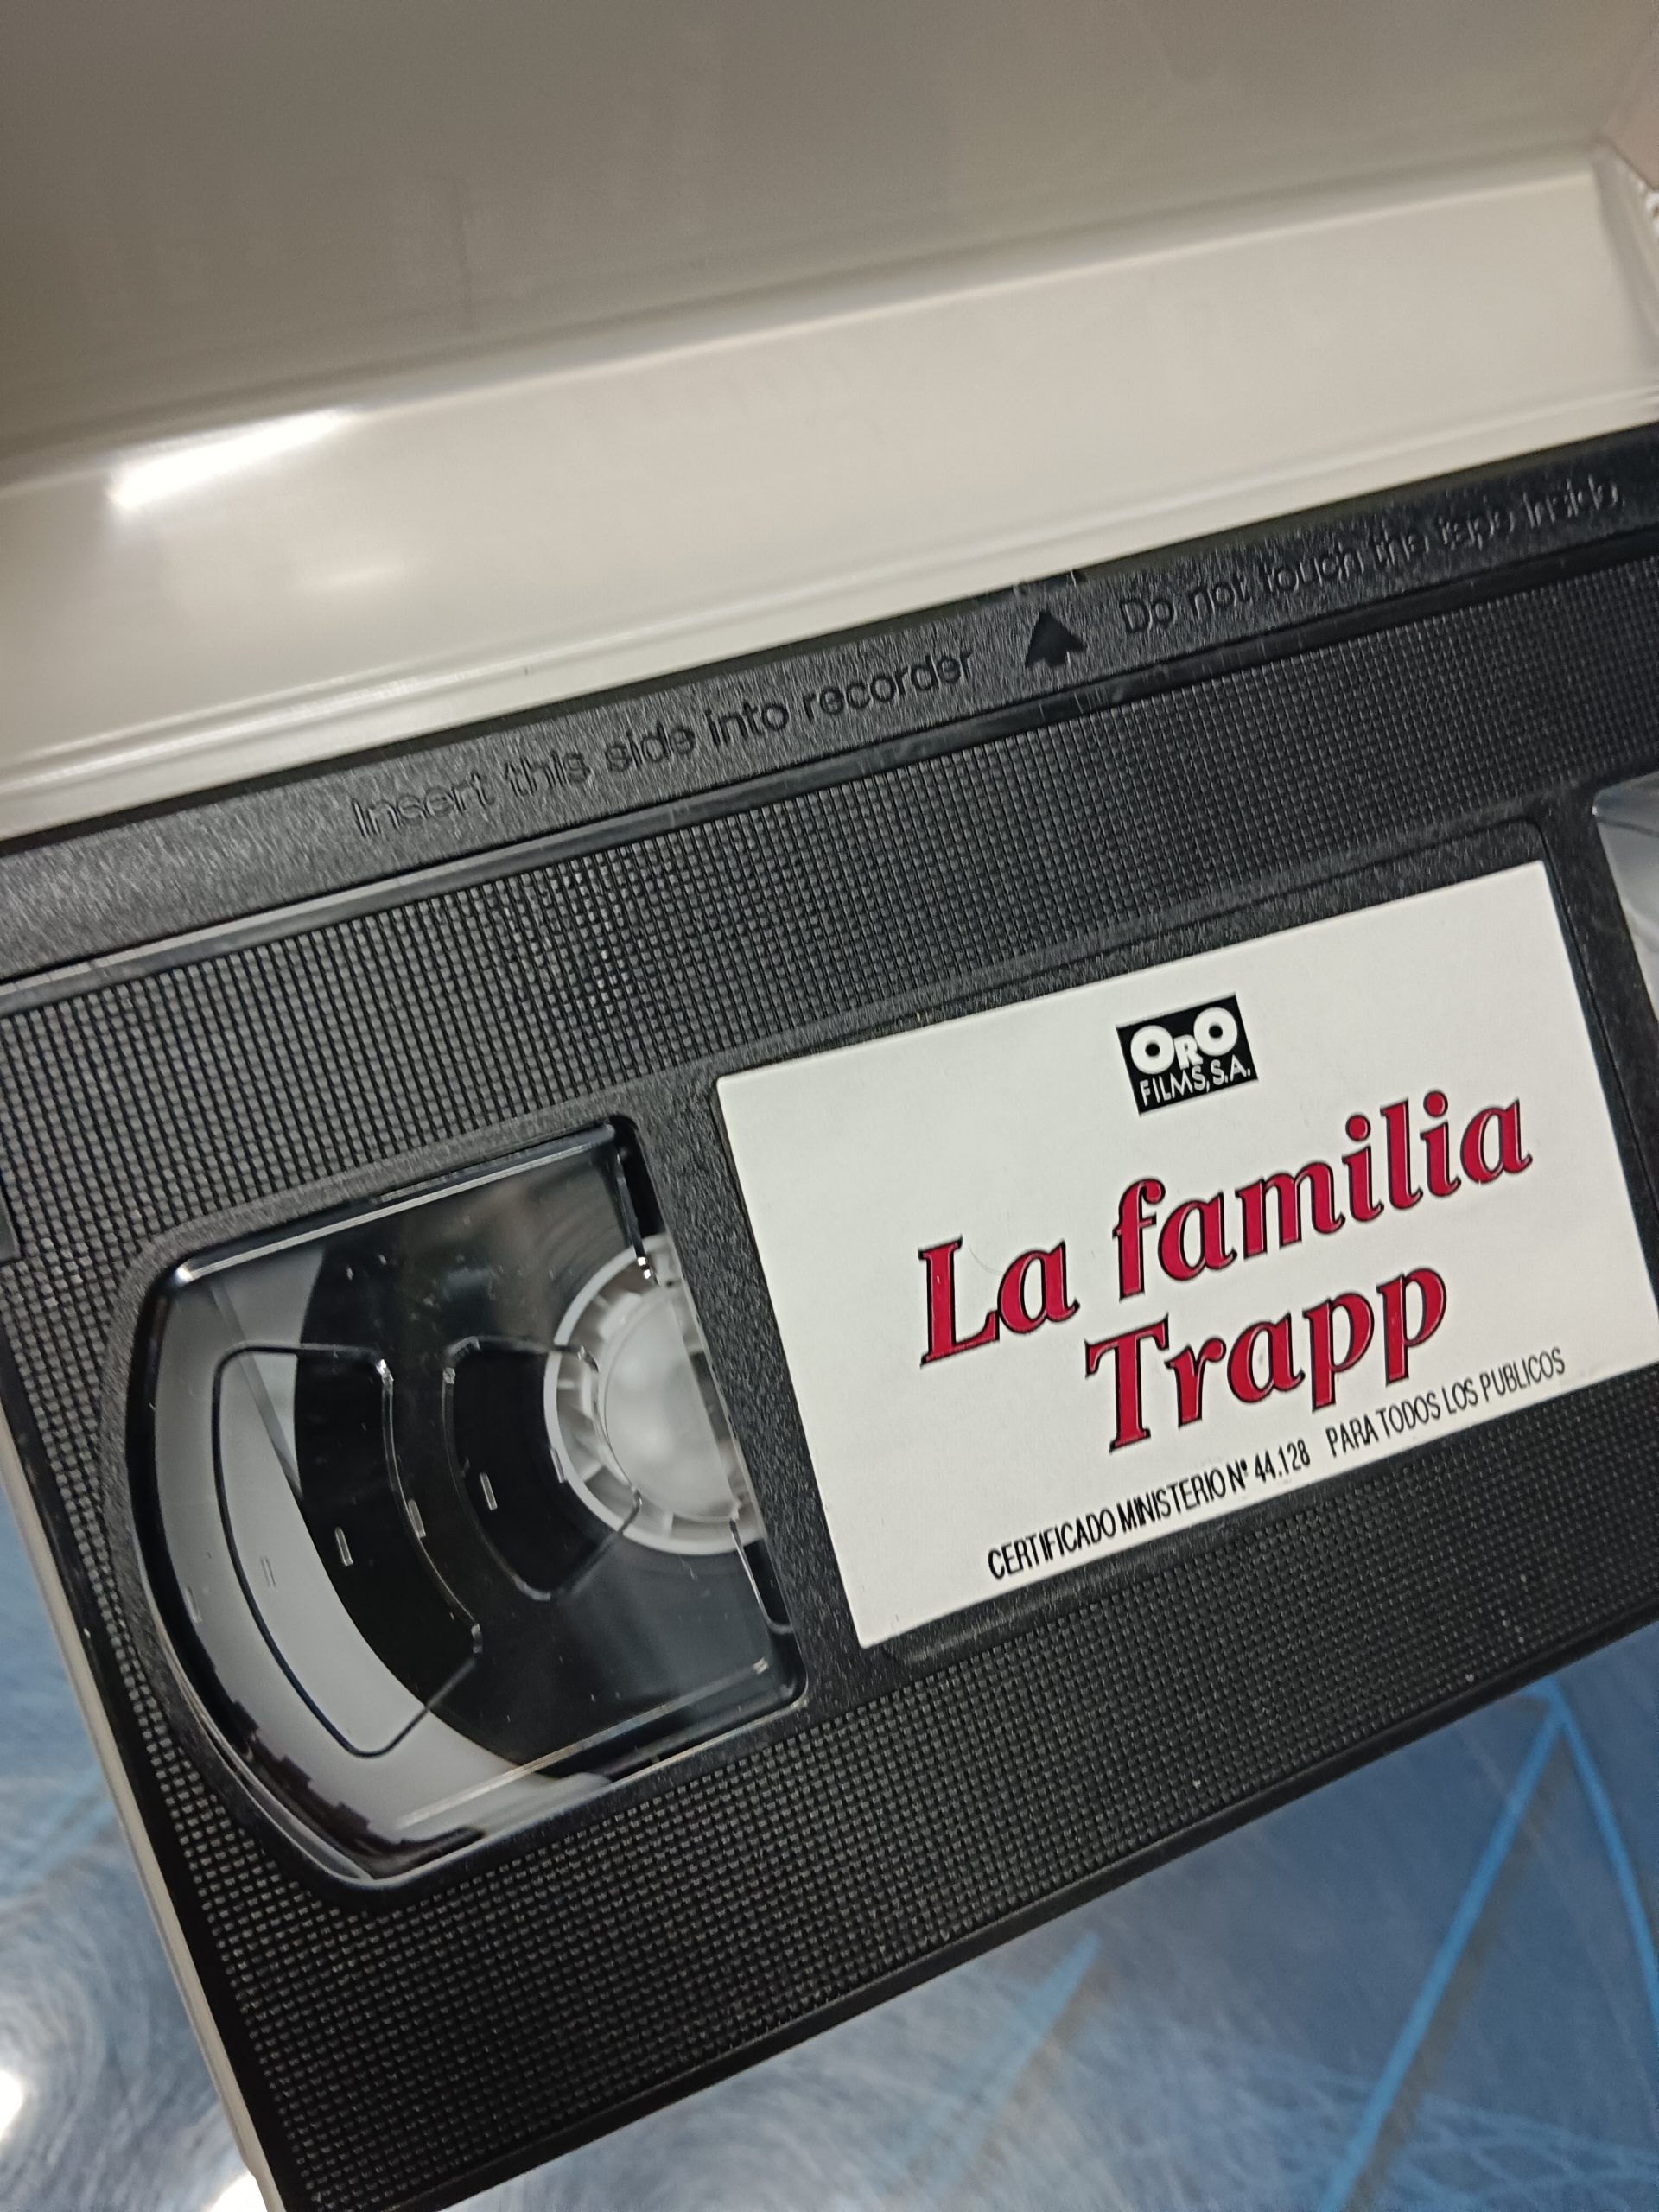 Insert this side into recorder Do not touch the tape inside.
ORO
FILMS, S.A.
La familia
Trapp
CERTIFICADO MINISTERIO Nº 44.128 PARA TODOS LOS PUBLICOS